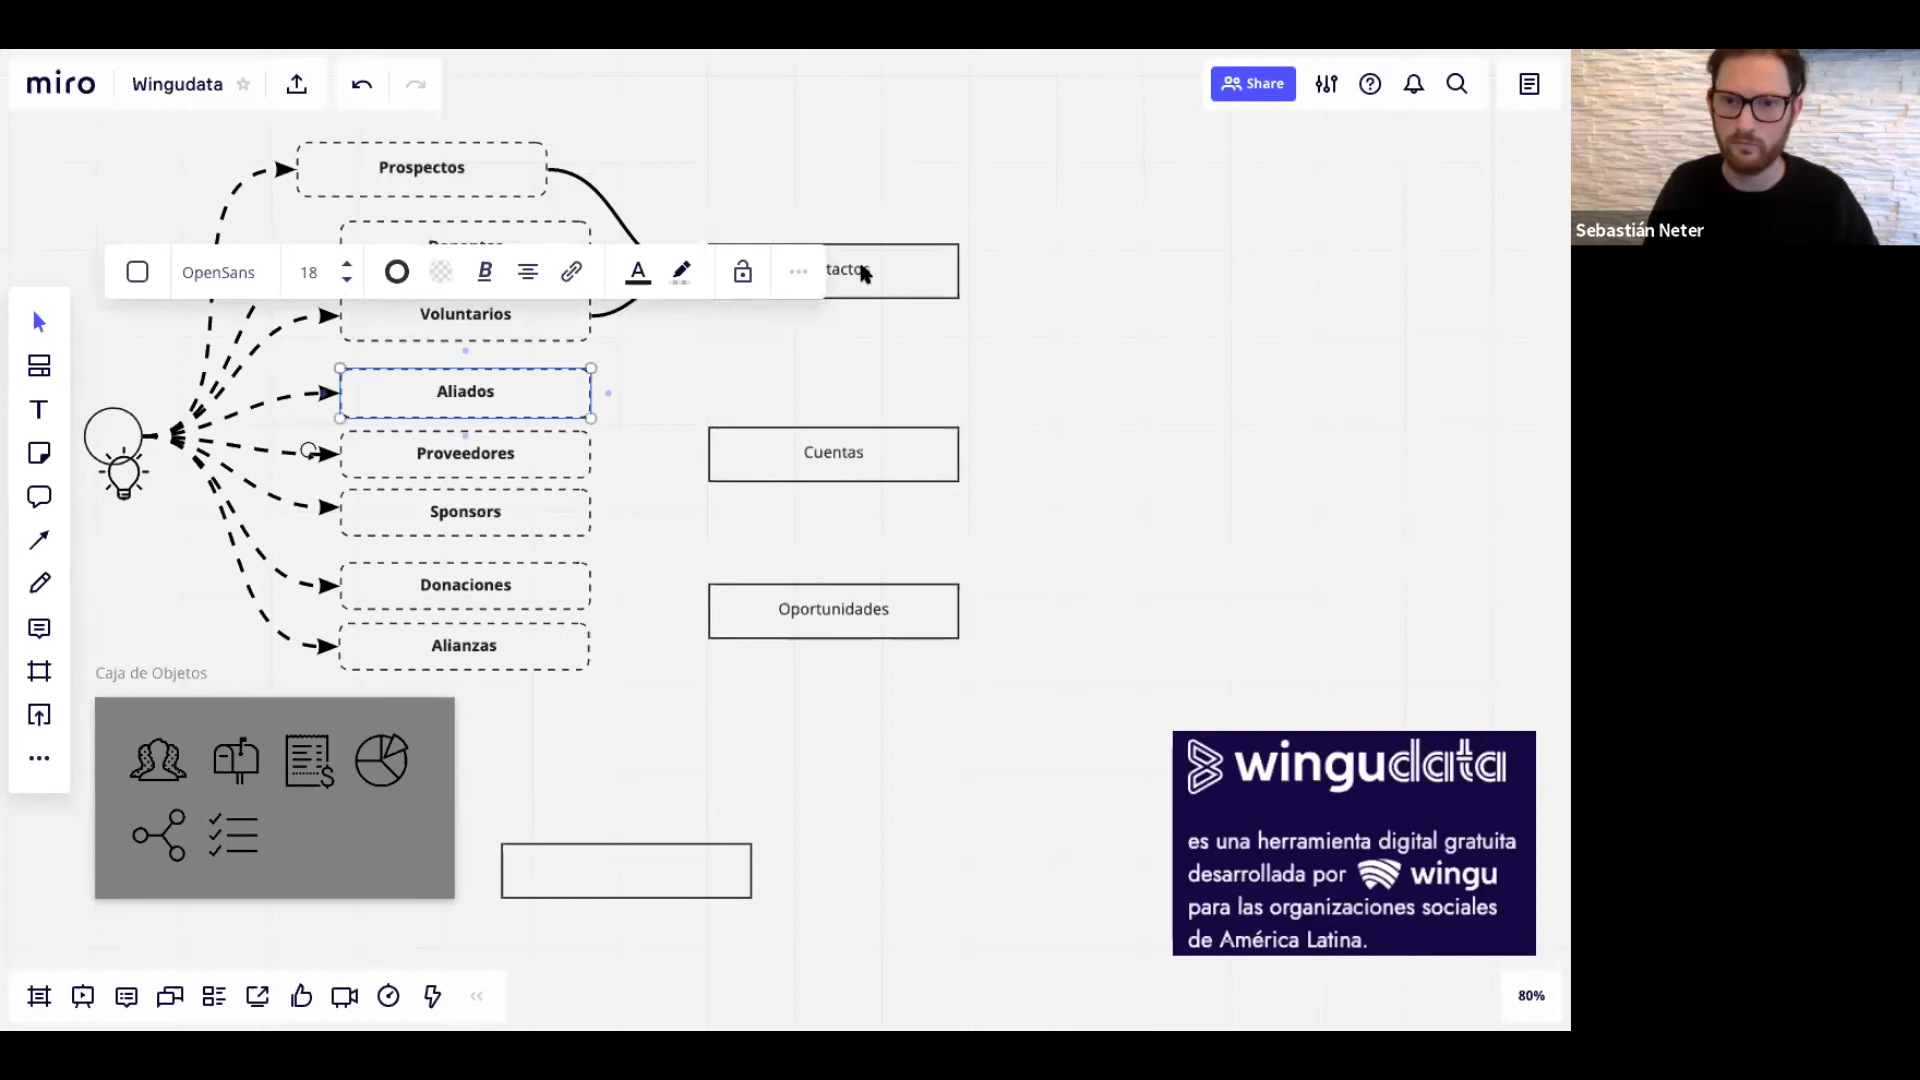 miro
Wingudata
Share
Sebastián Neter
Prospectos
OpenSans
18
B
A
Voluntarios
Aliados
Proveedores
Cuentas
Sponsors
Donaciones
Oportunidades
Alianzas
Caja de Objetos
wingudata
es una herramienta digital gratuita
desarrollada por wingu
para las organizaciones sociales
de América Latina.
80%